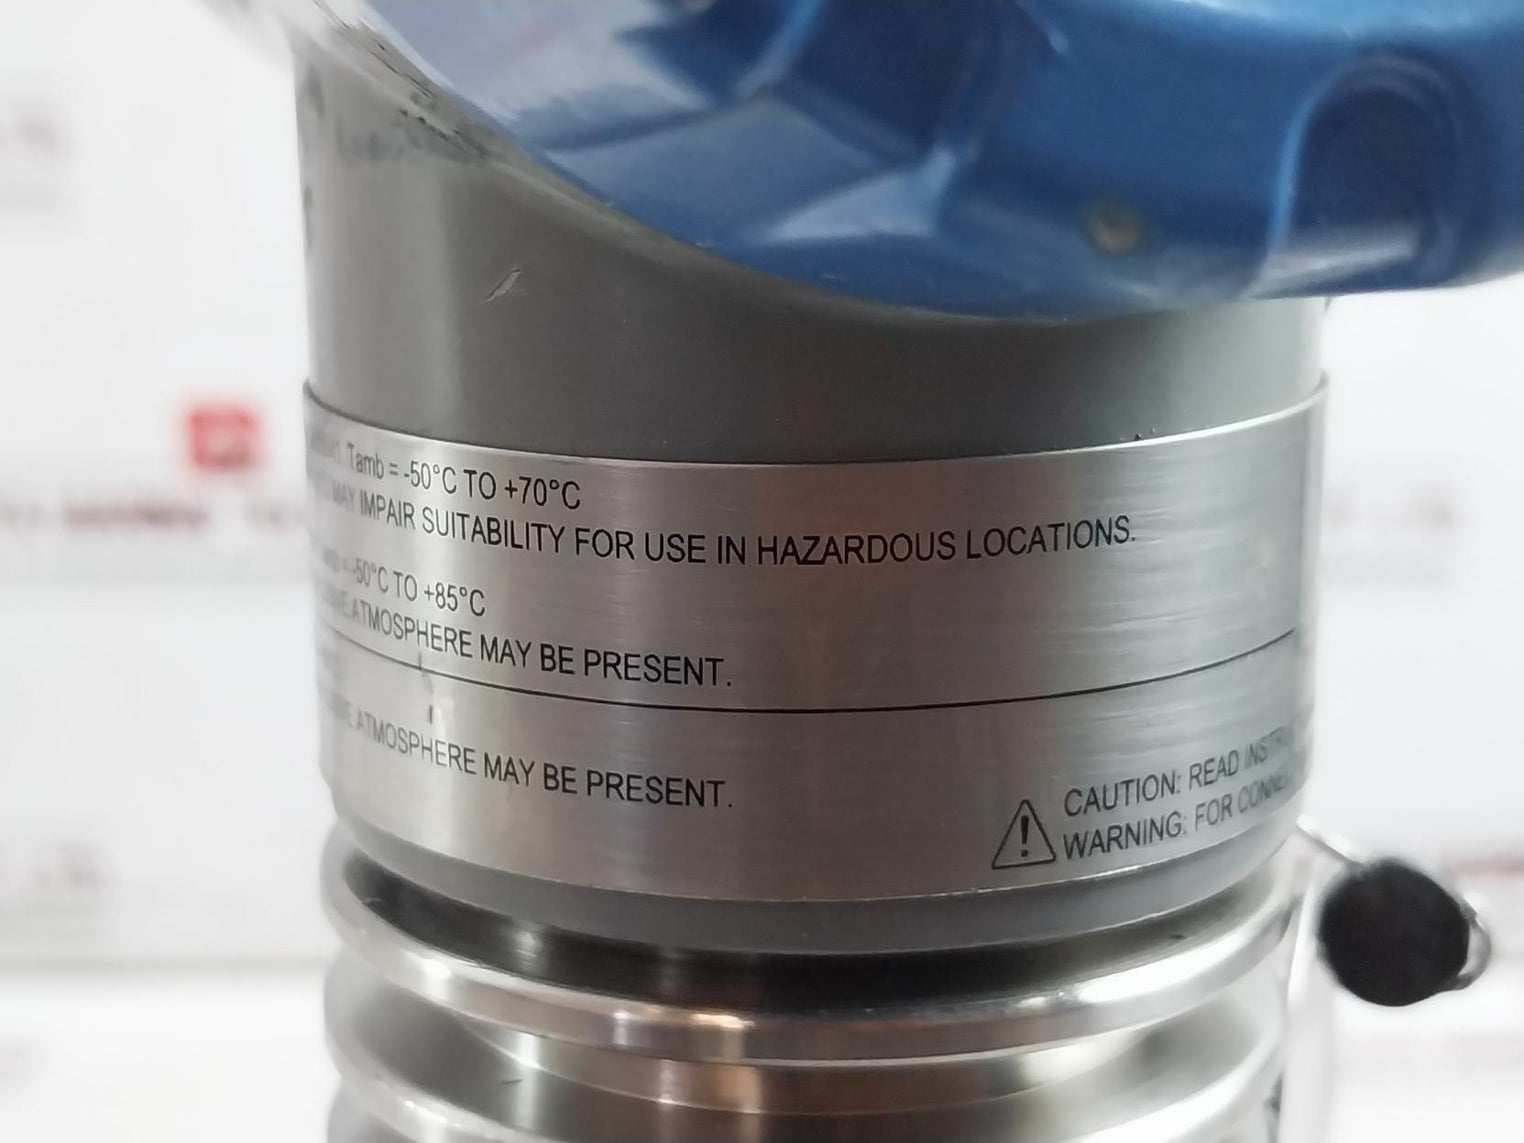 Tamb = -50°C TO +70°C
MAY IMPAIR SUITABILITY FOR USE IN HAZARDOUS LOCATIONS.
= -50°C TO +85°C
ATMOSPHERE MAY BE PRESENT.
ATMOSPHERE MAY BE PRESENT.
CAUTION: READ
WARNING: FOR